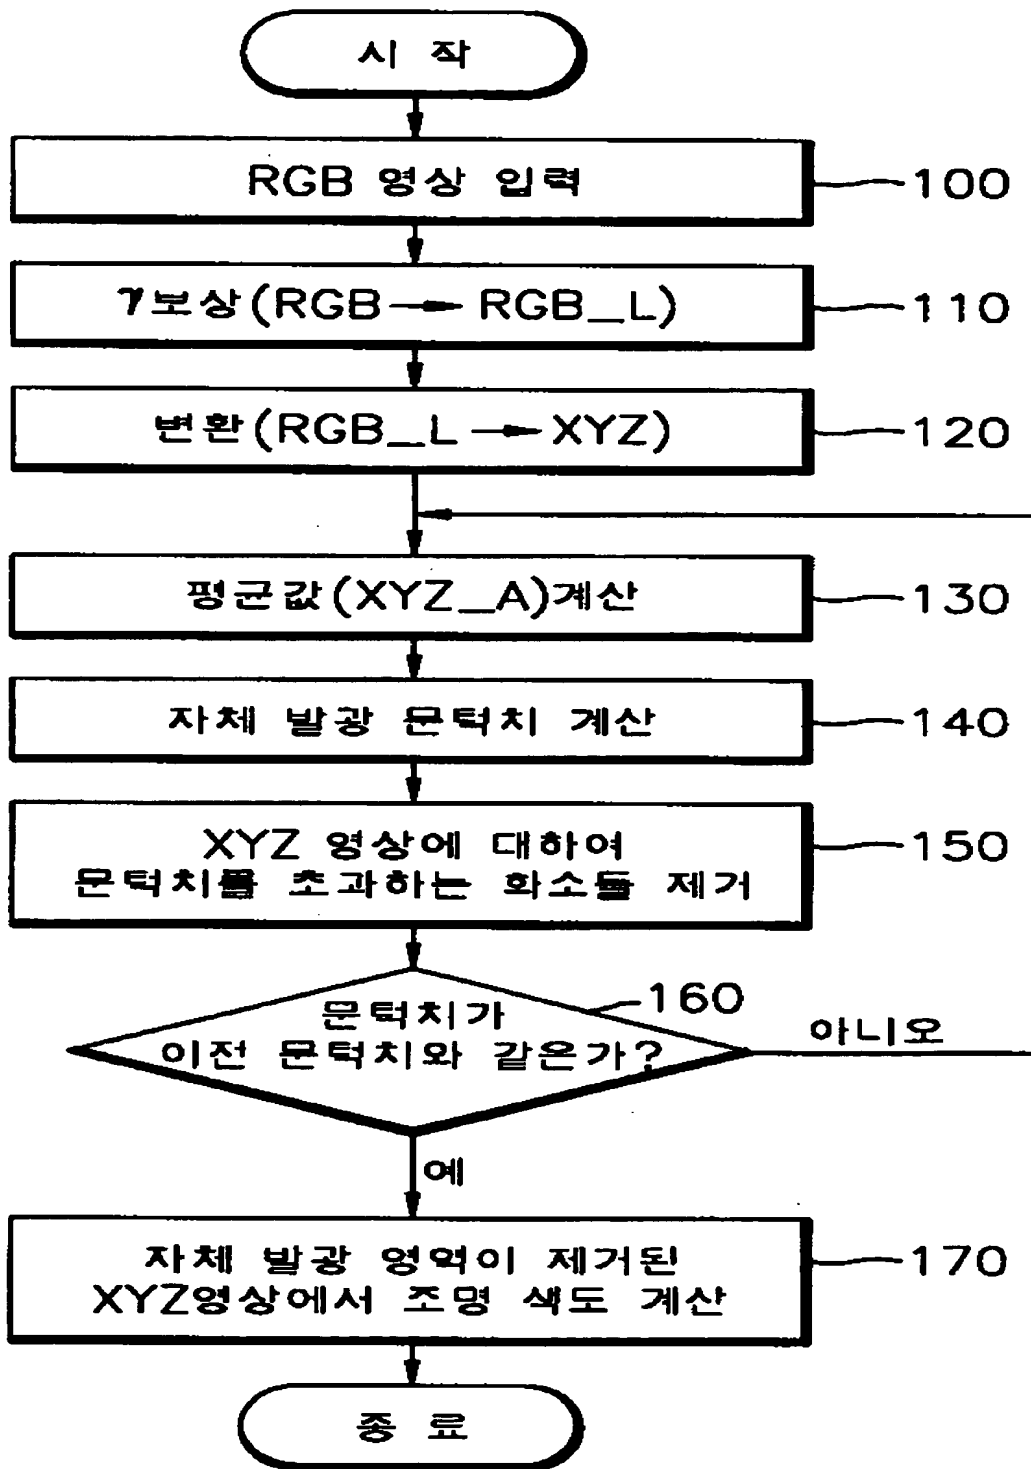 시 작
RGB 영상 입력
100
γ보상(RGB → RGB_L)
110
변환(RGB_L → XYZ)
120
평균값(XYZ_A)계산
130
자체 발광 문턱치 계산
140
XYZ 영상에 대하여
문턱치를 초과하는 화소들 제거
150
160
문턱치가
이전 문턱치와 같은가?
아니오
예
자체 발광 영역이 제거된
XYZ영상에서 조명 색도 계산
170
종 료